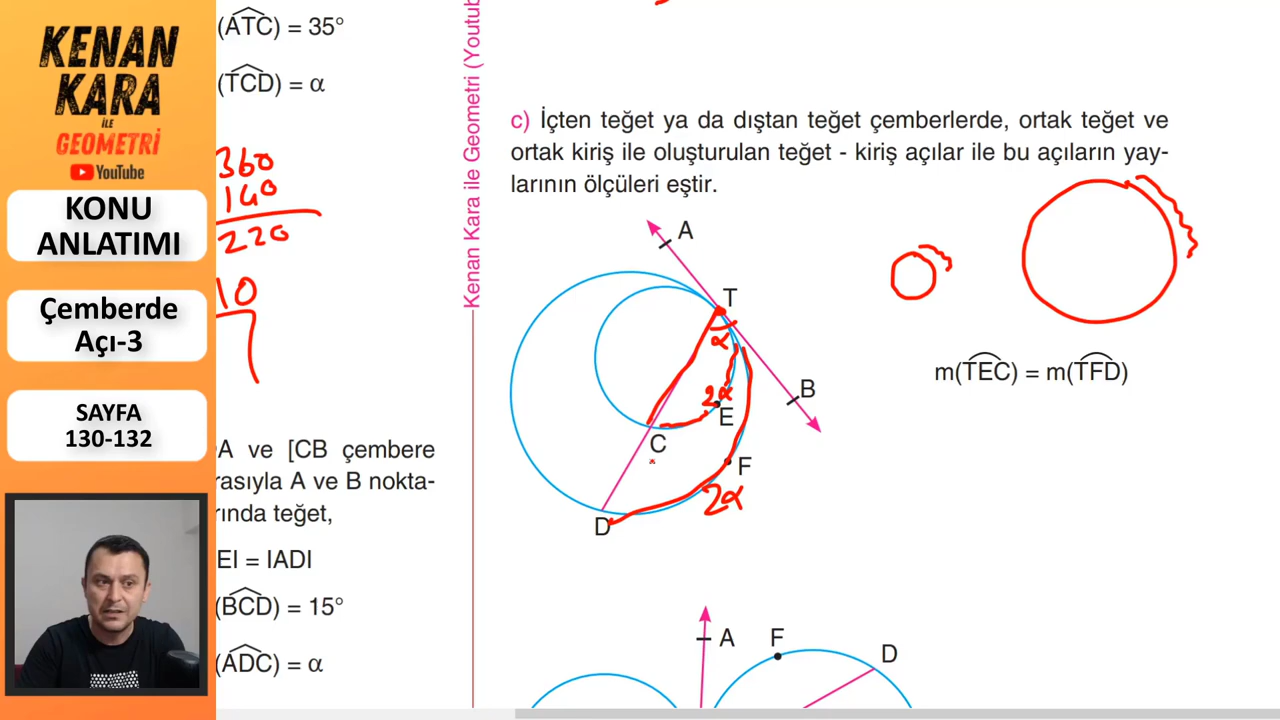 KENAN
KARA
İLE
GEOMETRİ
YouTube
KONU
ANLATIMI
Çemberde
Açı-3
SAYFA
130-132
(ATC) = 35°
(TCD) = α
360
140
220
10
A ve [CB çembere
rasıyla A ve B nokta-
rında teğet,
EI = IADI
(BCD) = 15°
(ADC) = α
Kenan Kara ile Geometri (Youtu
c) İçten teğet ya da dıştan teğet çemberlerde, ortak teğet ve
ortak kiriş ile oluşturulan teğet - kiriş açılar ile bu açıların yay-
larının ölçüleri eştir.
A
T
α
B
2α
E
C
F
2α
D
m(TEC) = m(TFD)
A
F
D